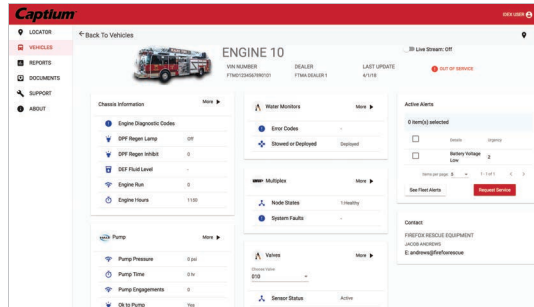 Captium
IDEX USER
LOCATOR
VEHICLES
REPORTS
DOCUMENTS
SUPPORT
ABOUT
Back To Vehicles
ENGINE 10
Live Stream: Off
VIN NUMBER
DEALER
LAST UPDATE
FTMA DEALER 1
4/1/18
OUT OF SERVICE
Chassis Information
More
Engine Diagnostic Codes
-
DPF Regen Lamp
Off
DPF Regen Inhibit
0
DEF Fluid Level
-
Engine Run
0
Engine Hours
1150
Pump
More
Pump Pressure
0 psi
Pump Time
0 hr
Pump Engagements
0
Ok to Pump
Yes
Water Monitors
More
Error Codes
-
Stowed or Deployed
Deployed
Multiplex
More
Node States
1:Healthy
System Faults
-
Valves
More
Choose Valve
010
Sensor Status
Active
Active Alerts
0 item(s) selected
Details
Urgency
Battery Voltage
Low
2
Items per page
5
1 - 1 of 1
See Fleet Alerts
Request Service
Contact
FIREFOX RESCUE EQUIPMENT
JACOB ANDREWS
E: andrews@firefoxrescue